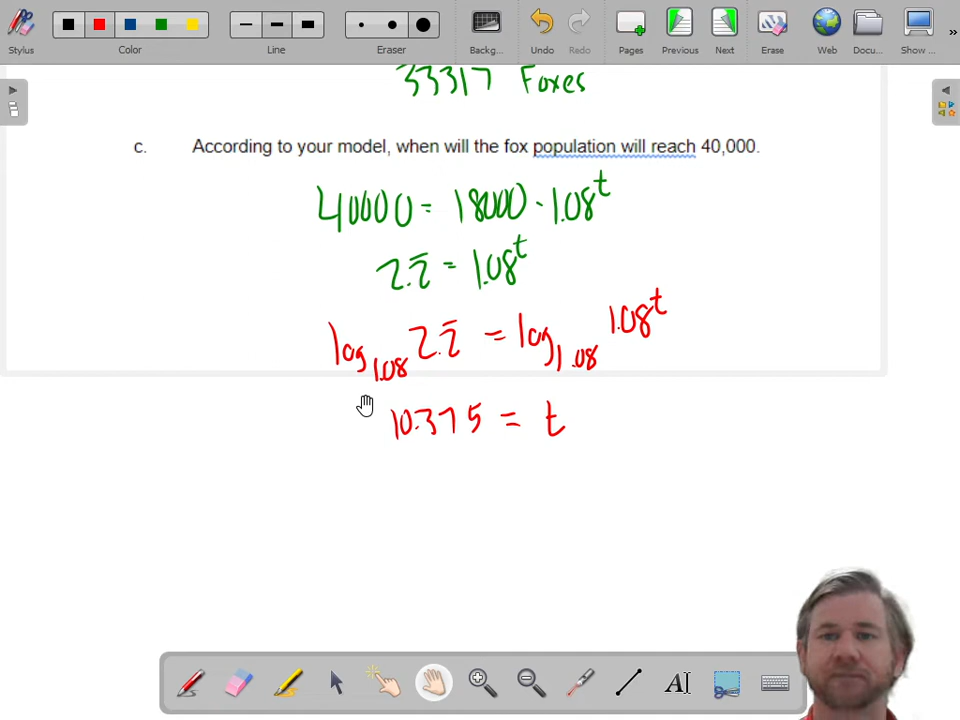 Stylus
Color
Line
Eraser
Backg...
Undo
Redo
Pages
Previous
Next
Erase
Web
Docu...
Show ...
33317 Foxes
c. According to your model, when will the fox population will reach 40,000.
40000 = 18000 · 1.08^t
2.2̅ = 1.08^t
log_1.08 2.2̅ = log_1.08 1.08^t
10.375 = t
A